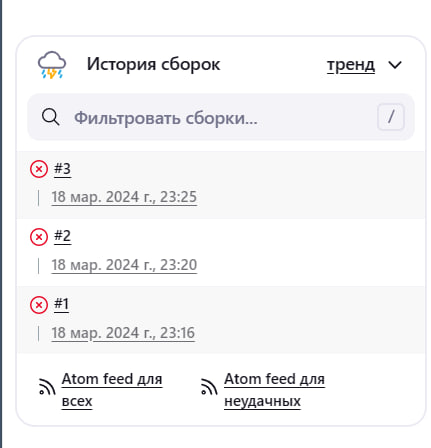 История сборок
тренд
Фильтровать сборки...
/
#3
18 мар. 2024 г., 23:25
#2
18 мар. 2024 г., 23:20
#1
18 мар. 2024 г., 23:16
Atom feed для
всех
Atom feed для
неудачных